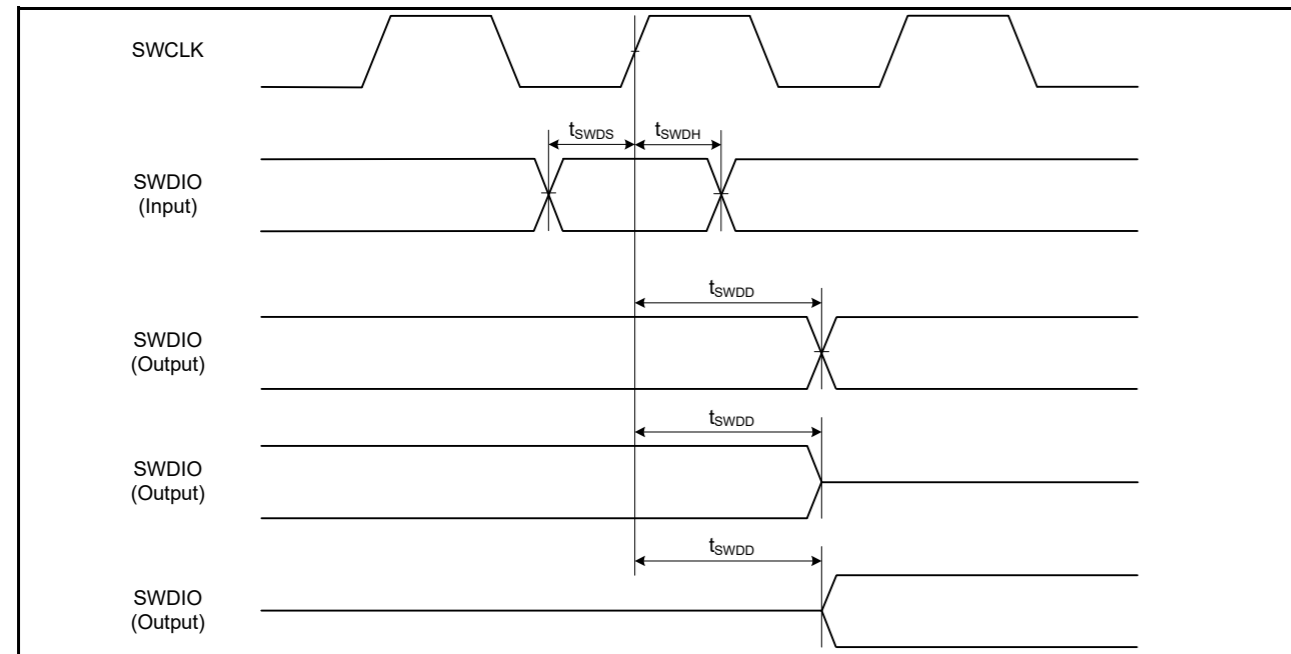 SWCLK
tSWDS
tSWDH
SWDIO
(Input)
tSWDD
SWDIO
(Output)
tSWDD
SWDIO
(Output)
tSWDD
SWDIO
(Output)